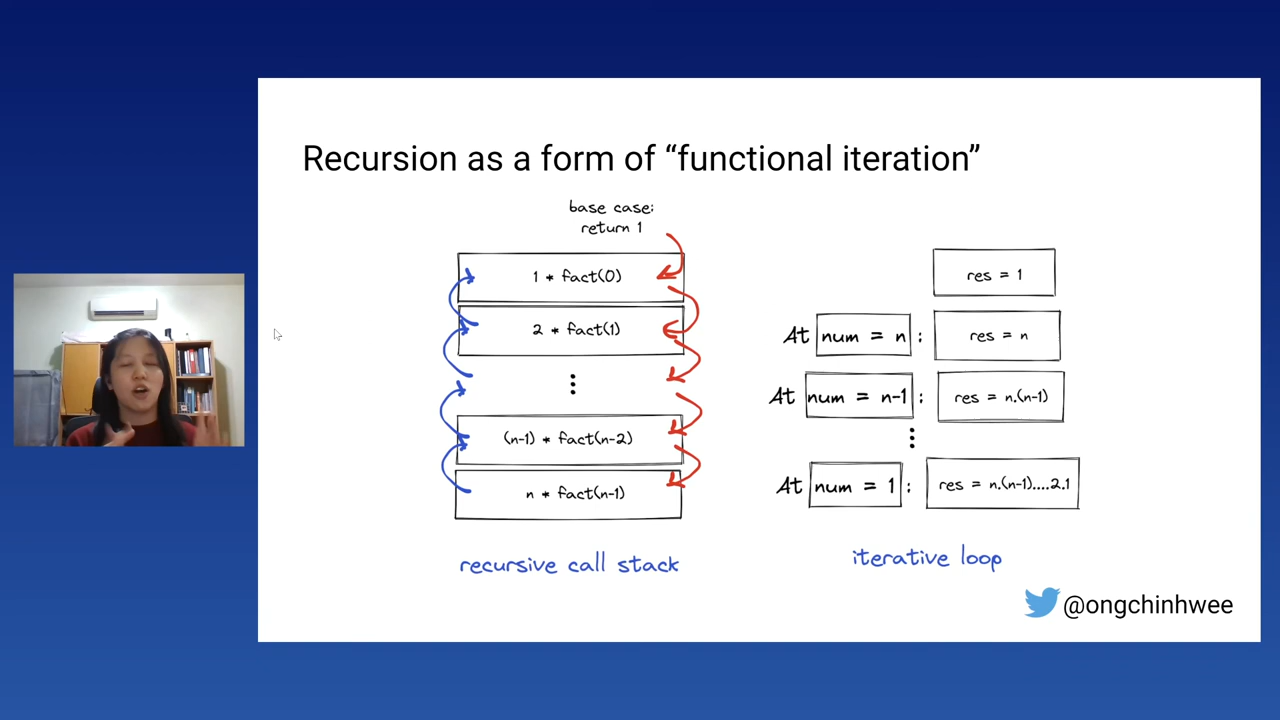 Recursion as a form of “functional iteration”
base case:
return 1
1 * fact(0)
2 * fact(1)
(n-1) * fact(n-2)
n * fact(n-1)
recursive call stack
res = 1
At num = n : res = n
At num = n-1 : res = n.(n-1)
At num = 1 : res = n.(n-1)....2.1
iterative loop
@ongchinhwee